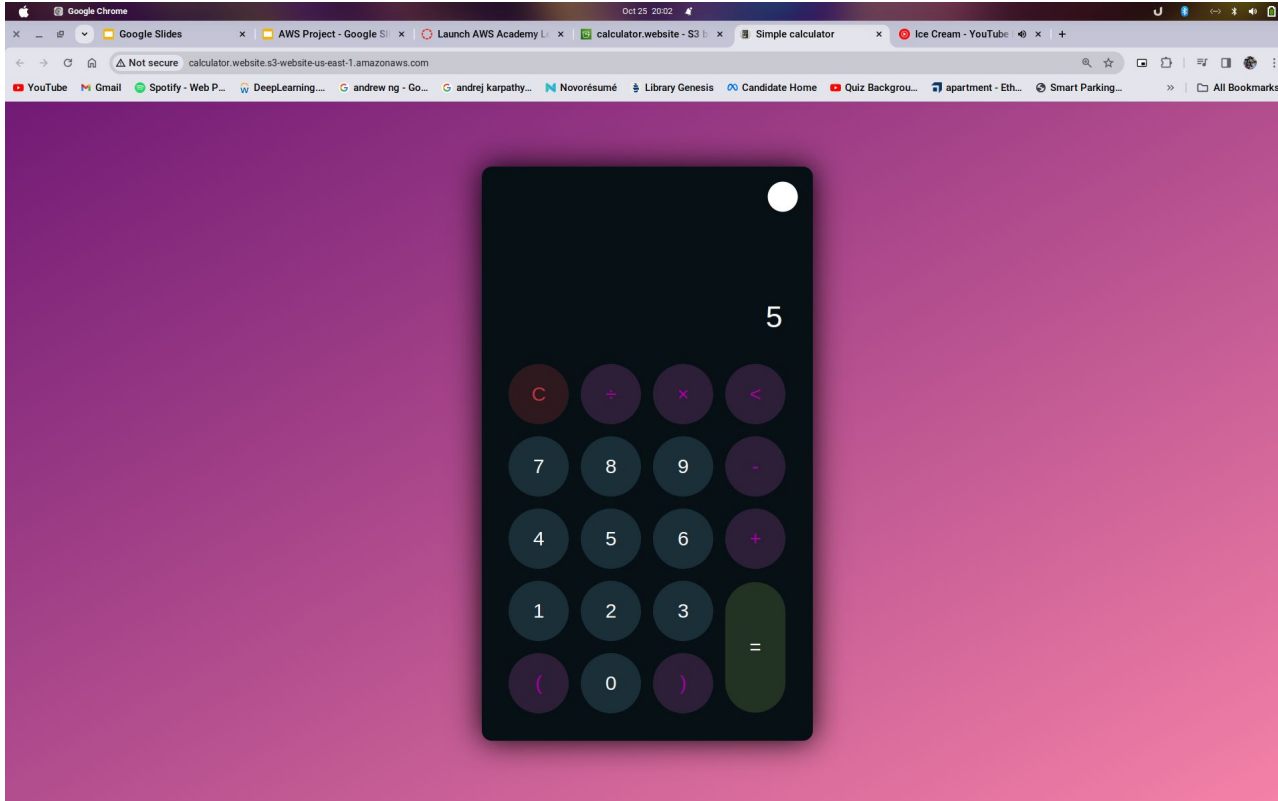 Google Chrome Oct 25 20:02
Google Slides AWS Project - Google Sli Launch AWS Academy L calculator.website - S3 b Simple calculator Ice Cream - YouTube
Not secure calculator.website.s3-website-us-east-1.amazonaws.com
YouTube Gmail Spotify - Web P... DeepLearning.... andrew ng - Go... andrej karpathy... Novorésumé Library Genesis Candidate Home Quiz Backgrou... apartment - Eth... Smart Parking... » All Bookmarks
5
C ÷ × <
7 8 9 -
4 5 6 +
1 2 3
=
( 0 )